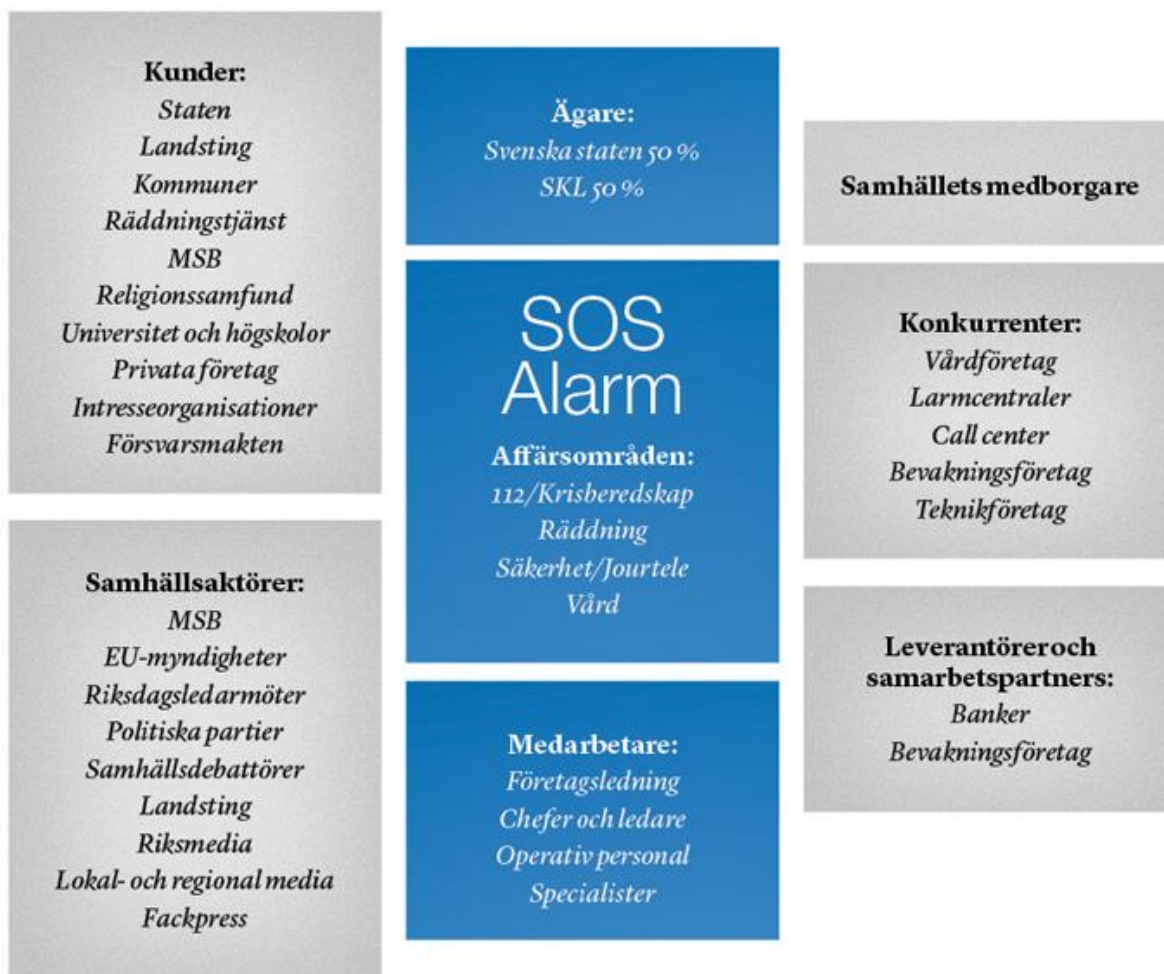 Kunder:
Staten
Landsting
Kommuner
Räddningstjänst
MSB
Religionssamfund
Universitet och högskolor
Privata företag
Intresseorganisationer
Försvarsmakten
Samhällsaktörer:
MSB
EU-myndigheter
Riksdagsledarmöter
Politiska partier
Samhällsdebattörer
Landsting
Riksmedia
Lokal- och regional media
Fackpress
Ägare:
Svenska staten 50 %
SKL 50 %
SOS
Alarm
Affärsområden:
112/Krisberedskap
Räddning
Säkerhet/Jourtele
Vård
Medarbetare:
Företagsledning
Chefer och ledare
Operativ personal
Specialister
Samhällets medborgare
Konkurrenter:
Vårdföretag
Larmcentraler
Call center
Bevakningsföretag
Teknikföretag
Leverantörer och
samarbetspartners:
Banker
Bevakningsföretag